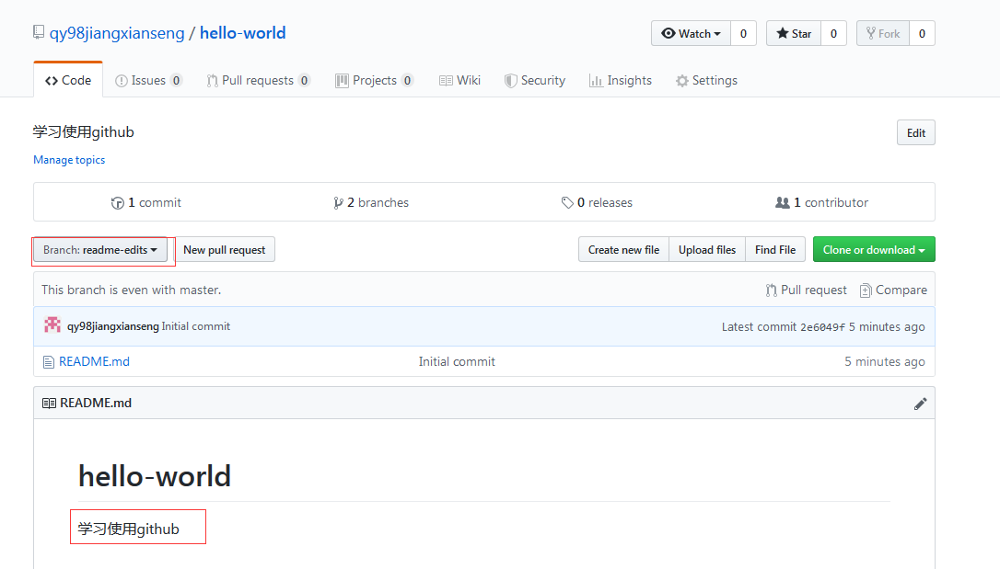 qy98jiangxianseng / hello-world
Watch 0 Star 0 Fork 0
Code Issues 0 Pull requests 0 Projects 0 Wiki Security Insights Settings
学习使用github
Edit
Manage topics
1 commit 2 branches 0 releases 1 contributor
Branch: readme-edits New pull request Create new file Upload files Find File Clone or download
This branch is even with master. Pull request Compare
qy98jiangxianseng Initial commit Latest commit 2e6049f 5 minutes ago
README.md Initial commit 5 minutes ago
README.md
hello-world
学习使用github